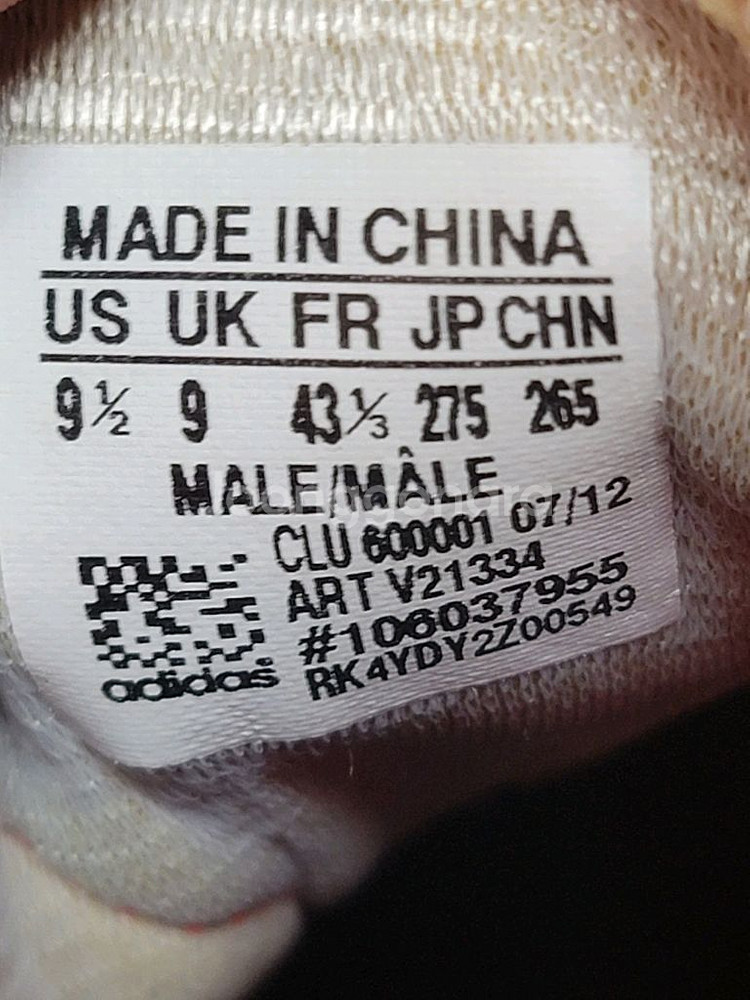 MADE IN CHINA
US UK FR JP CHN
9½ 9 43⅓ 275 265
MALE/MÂLE
CLU 600001 07/12
ART V21334
#106037955
adidas RK4YDY2Z00549